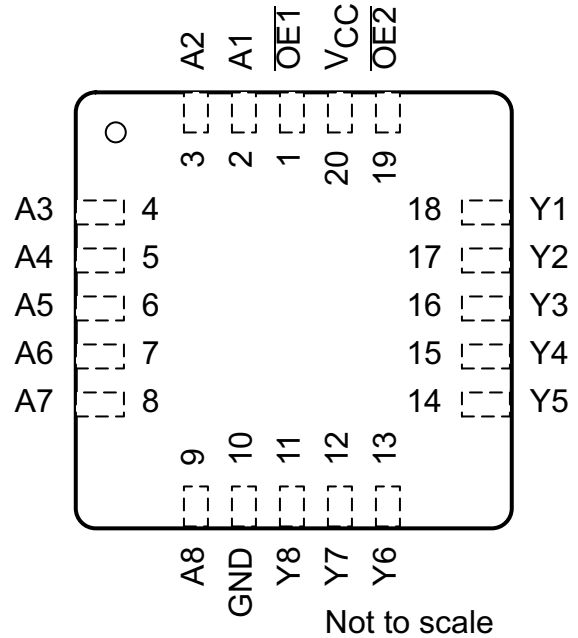 A2 A1 O̅E̅1̅ VCC O̅E̅2̅
3 2 1 20 19
A3 4 18 Y1
A4 5 17 Y2
A5 6 16 Y3
A6 7 15 Y4
A7 8 14 Y5
9 10 11 12 13
A8 GND Y8 Y7 Y6
Not to scale